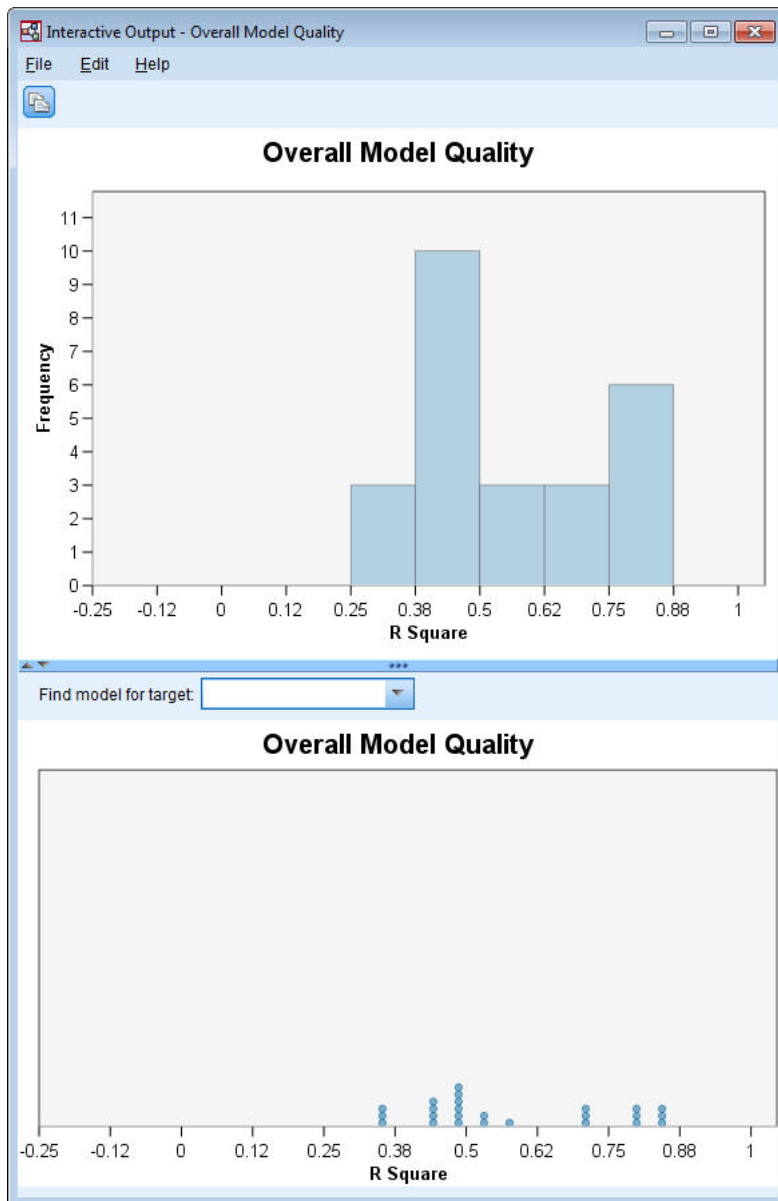 Interactive Output - Overall Model Quality
File Edit Help
Overall Model Quality
11
10
9
8
7
6
5
4
3
2
1
0
Frequency
-0.25 -0.12 0 0.12 0.25 0.38 0.5 0.62 0.75 0.88 1
R Square
Find model for target:
Overall Model Quality
-0.25 -0.12 0 0.12 0.25 0.38 0.5 0.62 0.75 0.88 1
R Square